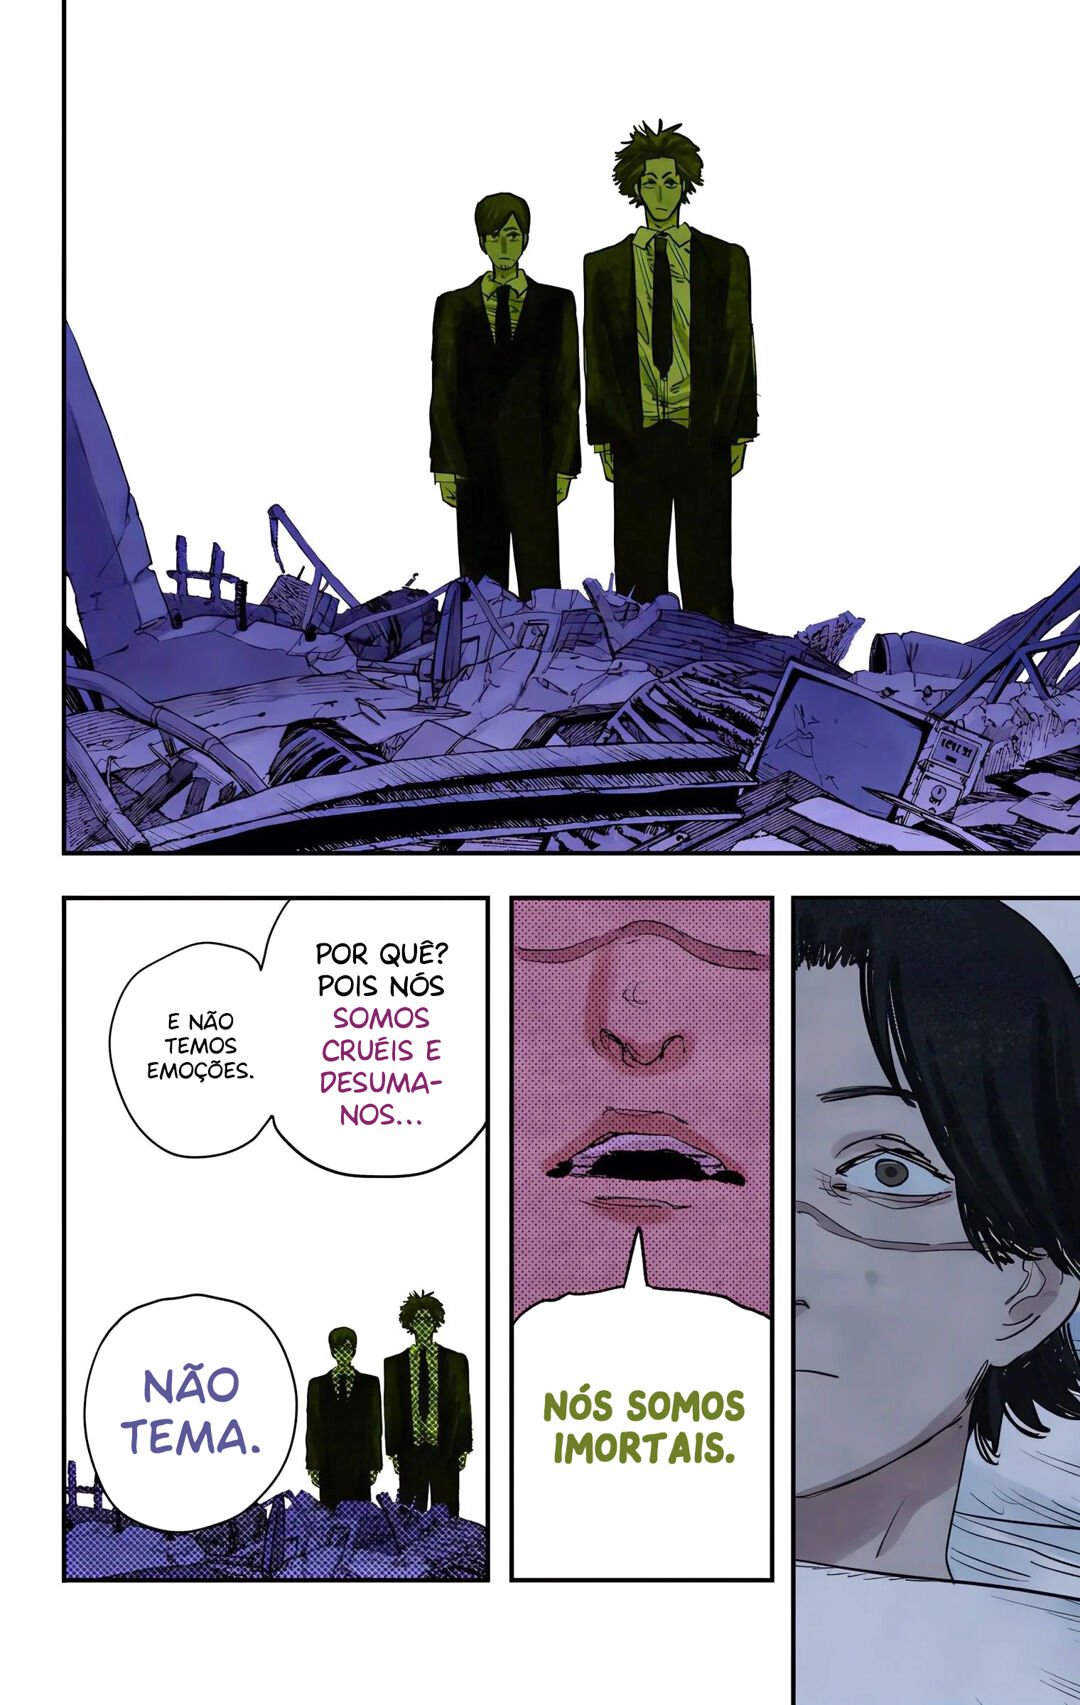 NÓS SOMOS
IMORTAIS.
POR QUÊ?
POIS NÓS
SOMOS
CRUÉIS E
DESUMA-
NOS...
E NÃO
TEMOS
EMOÇÕES.
NÃO
TEMA.